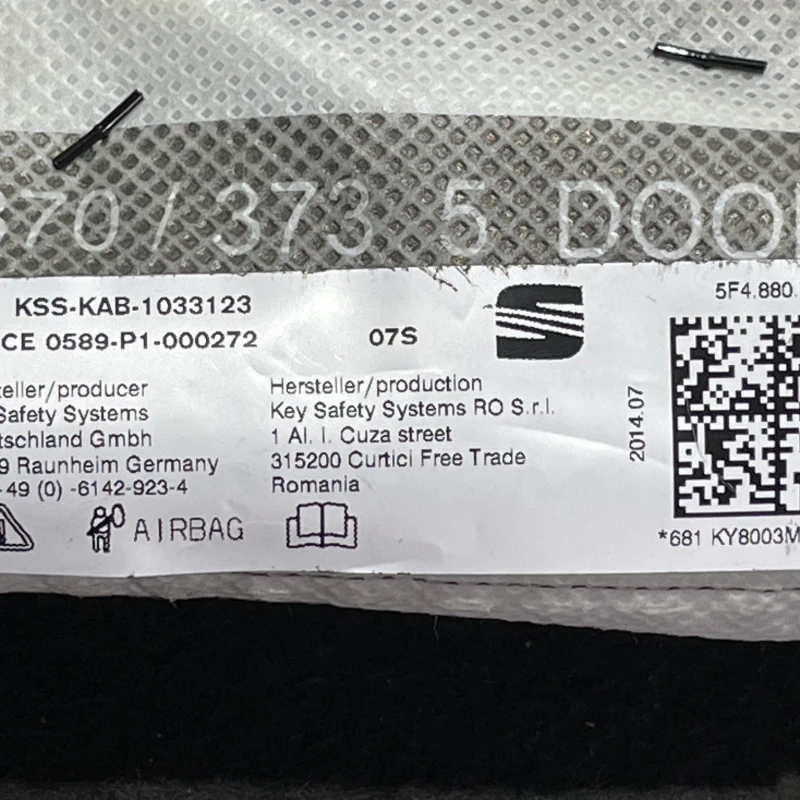 370 / 373 5 DOO
KSS-KAB-1033123
CE 0589-P1-000272
07S
5F4.880.
eller/producer
Safety Systems
tschland Gmbh
9 Raunheim Germany
49 (0) -6142-923-4
Hersteller/production
Key Safety Systems RO S.r.l.
1 Al. I. Cuza street
315200 Curtici Free Trade
Romania
2014.07
AIRBAG
*681 KY8003M